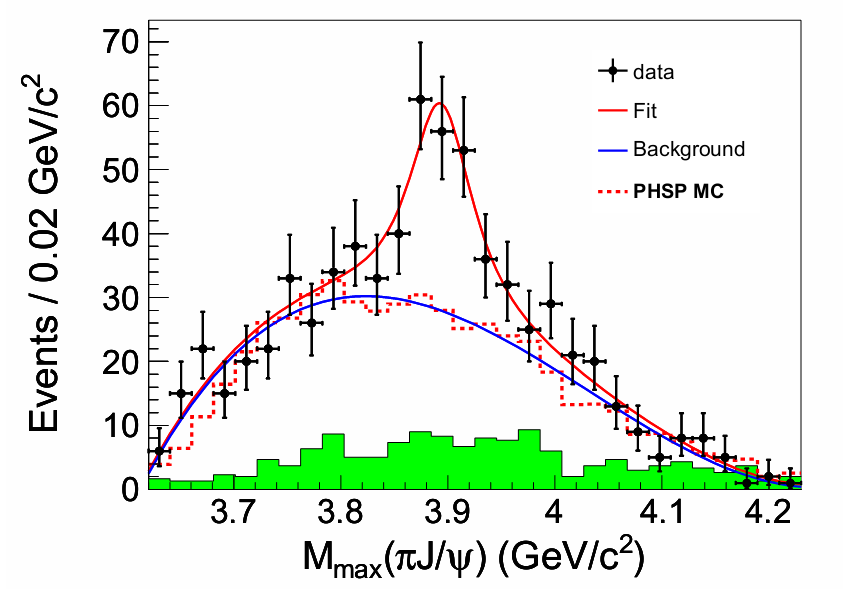 Events / 0.02 GeV/c²
70
60
50
40
30
20
10
0
data
Fit
Background
PHSP MC
3.7 3.8 3.9 4 4.1 4.2
M_max(πJ/ψ) (GeV/c²)